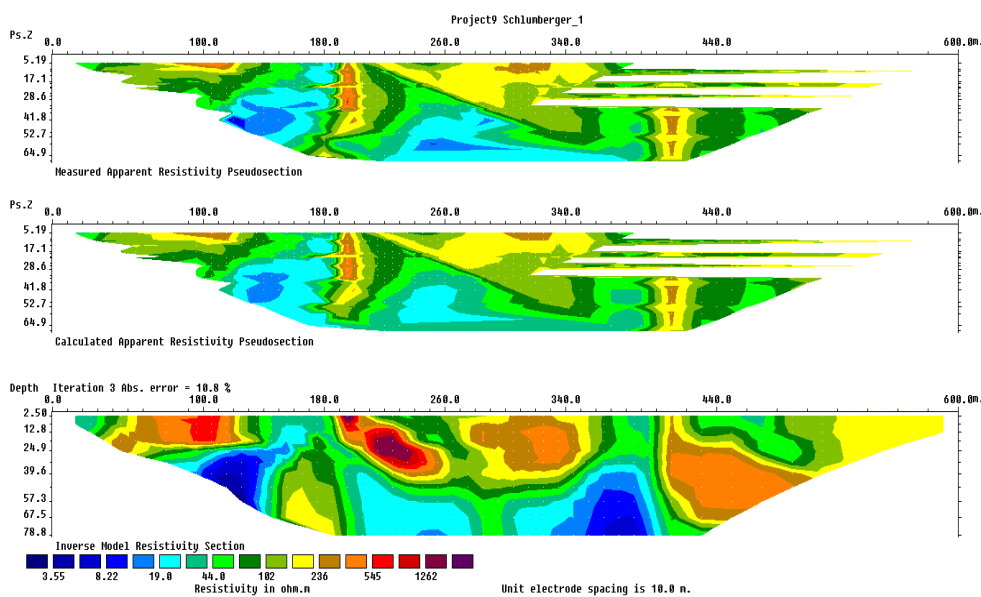 Project9 Schlumberger_1
Ps.Z 0.0 100.0 180.0 260.0 340.0 440.0 600.0m.
5.19
17.1
28.6
41.8
52.7
64.9
Measured Apparent Resistivity Pseudosection
Ps.Z 0.0 100.0 180.0 260.0 340.0 440.0 600.0m.
5.19
17.1
28.6
41.8
52.7
64.9
Calculated Apparent Resistivity Pseudosection
Depth Iteration 3 Abs. error = 10.8 %
0.0 100.0 180.0 260.0 340.0 440.0 600.0m.
2.50
12.8
24.9
39.6
57.3
67.5
78.8
Inverse Model Resistivity Section
3.55 8.22 19.0 44.0 102 236 545 1262
Resistivity in ohm.m Unit electrode spacing is 10.0 m.